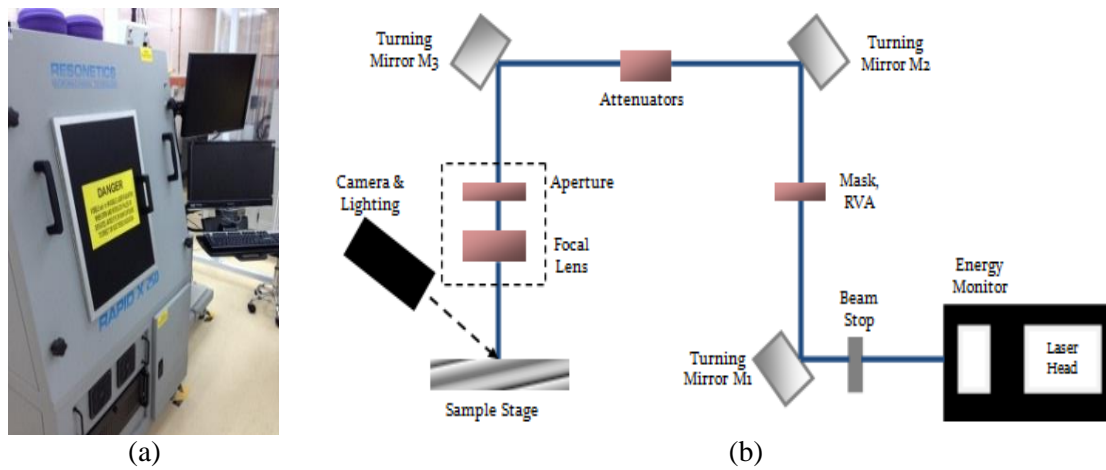 RESONETICS
DANGER
RAPID X 250
(a)
Turning
Mirror M3
Attenuators
Turning
Mirror M2
Camera &
Lighting
Aperture
Focal
Lens
Mask,
RVA
Energy
Monitor
Beam
Stop
Laser
Head
Turning
Mirror M1
Sample Stage
(b)